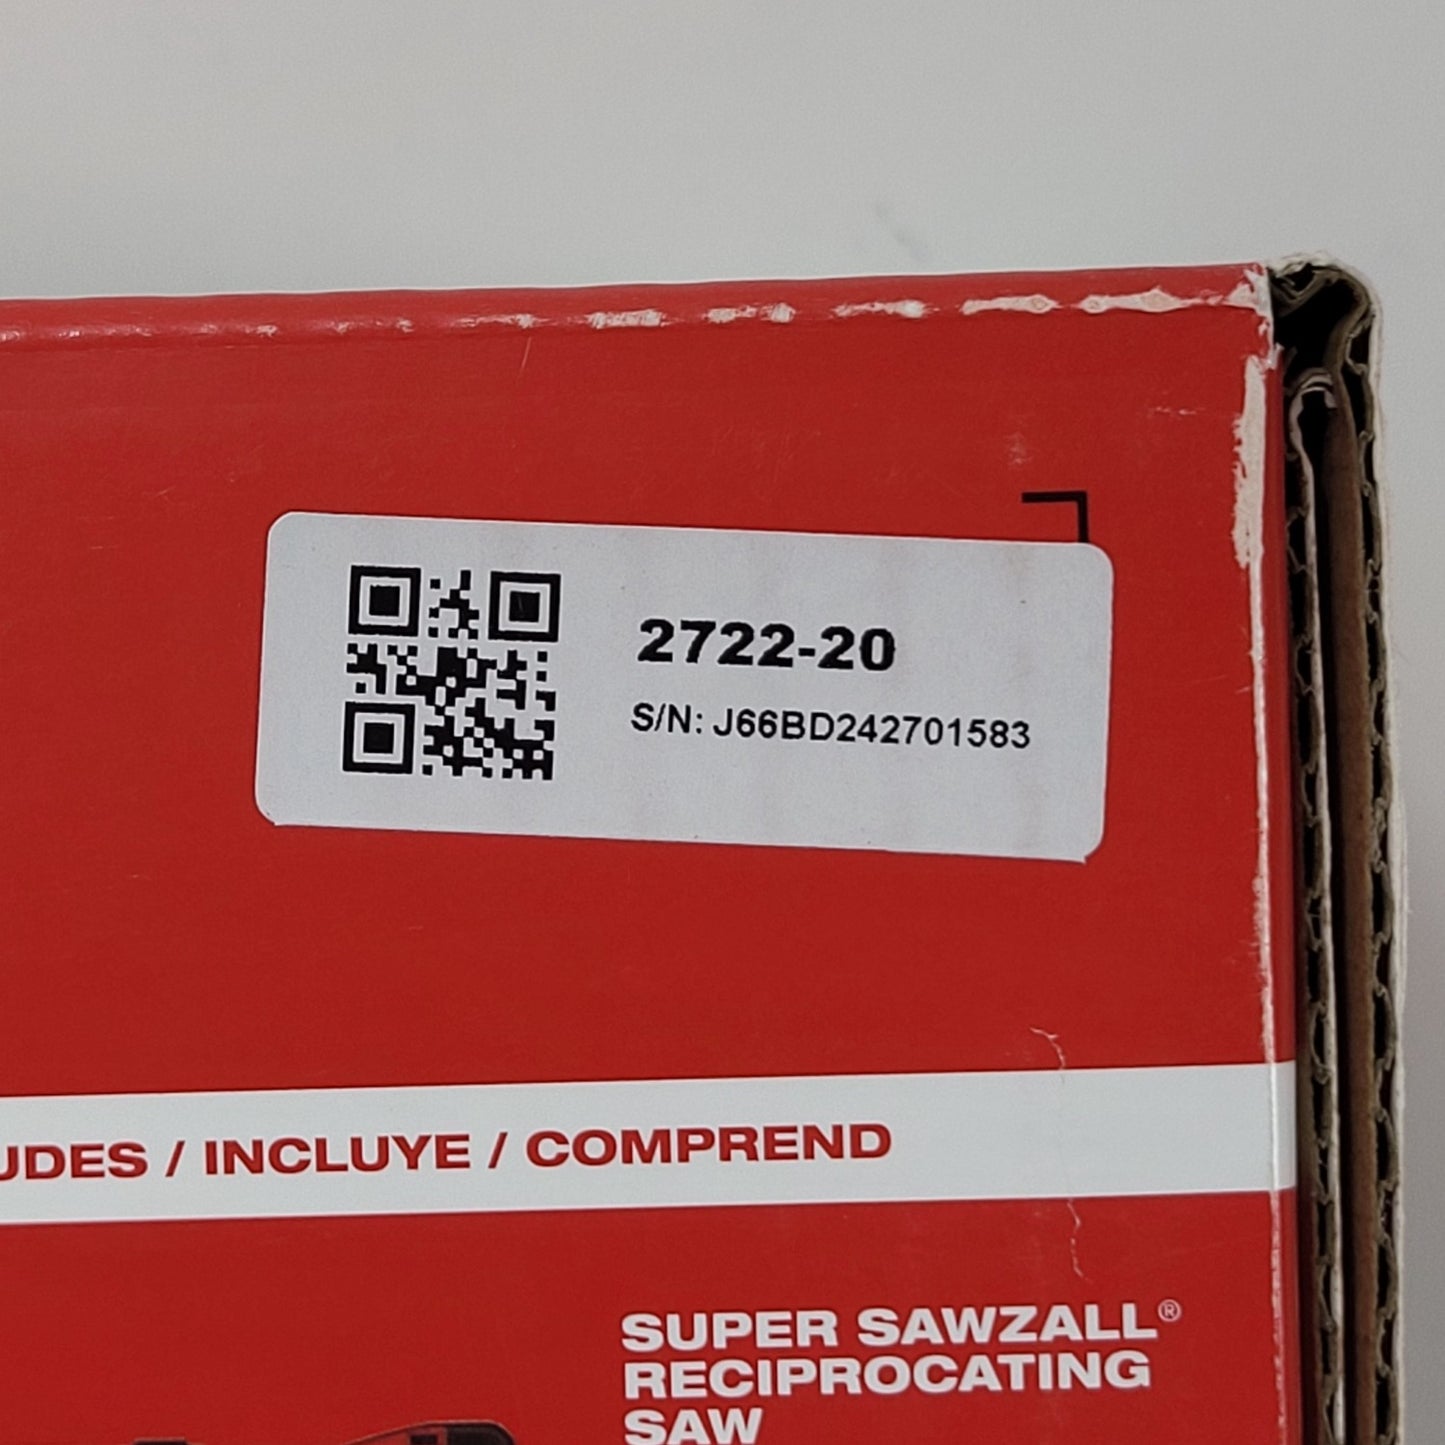 2722-20
S/N: J66BD242701583
UDES / INCLUYE / COMPREND
SUPER SAWZALL®
RECIPROCATING
SAW